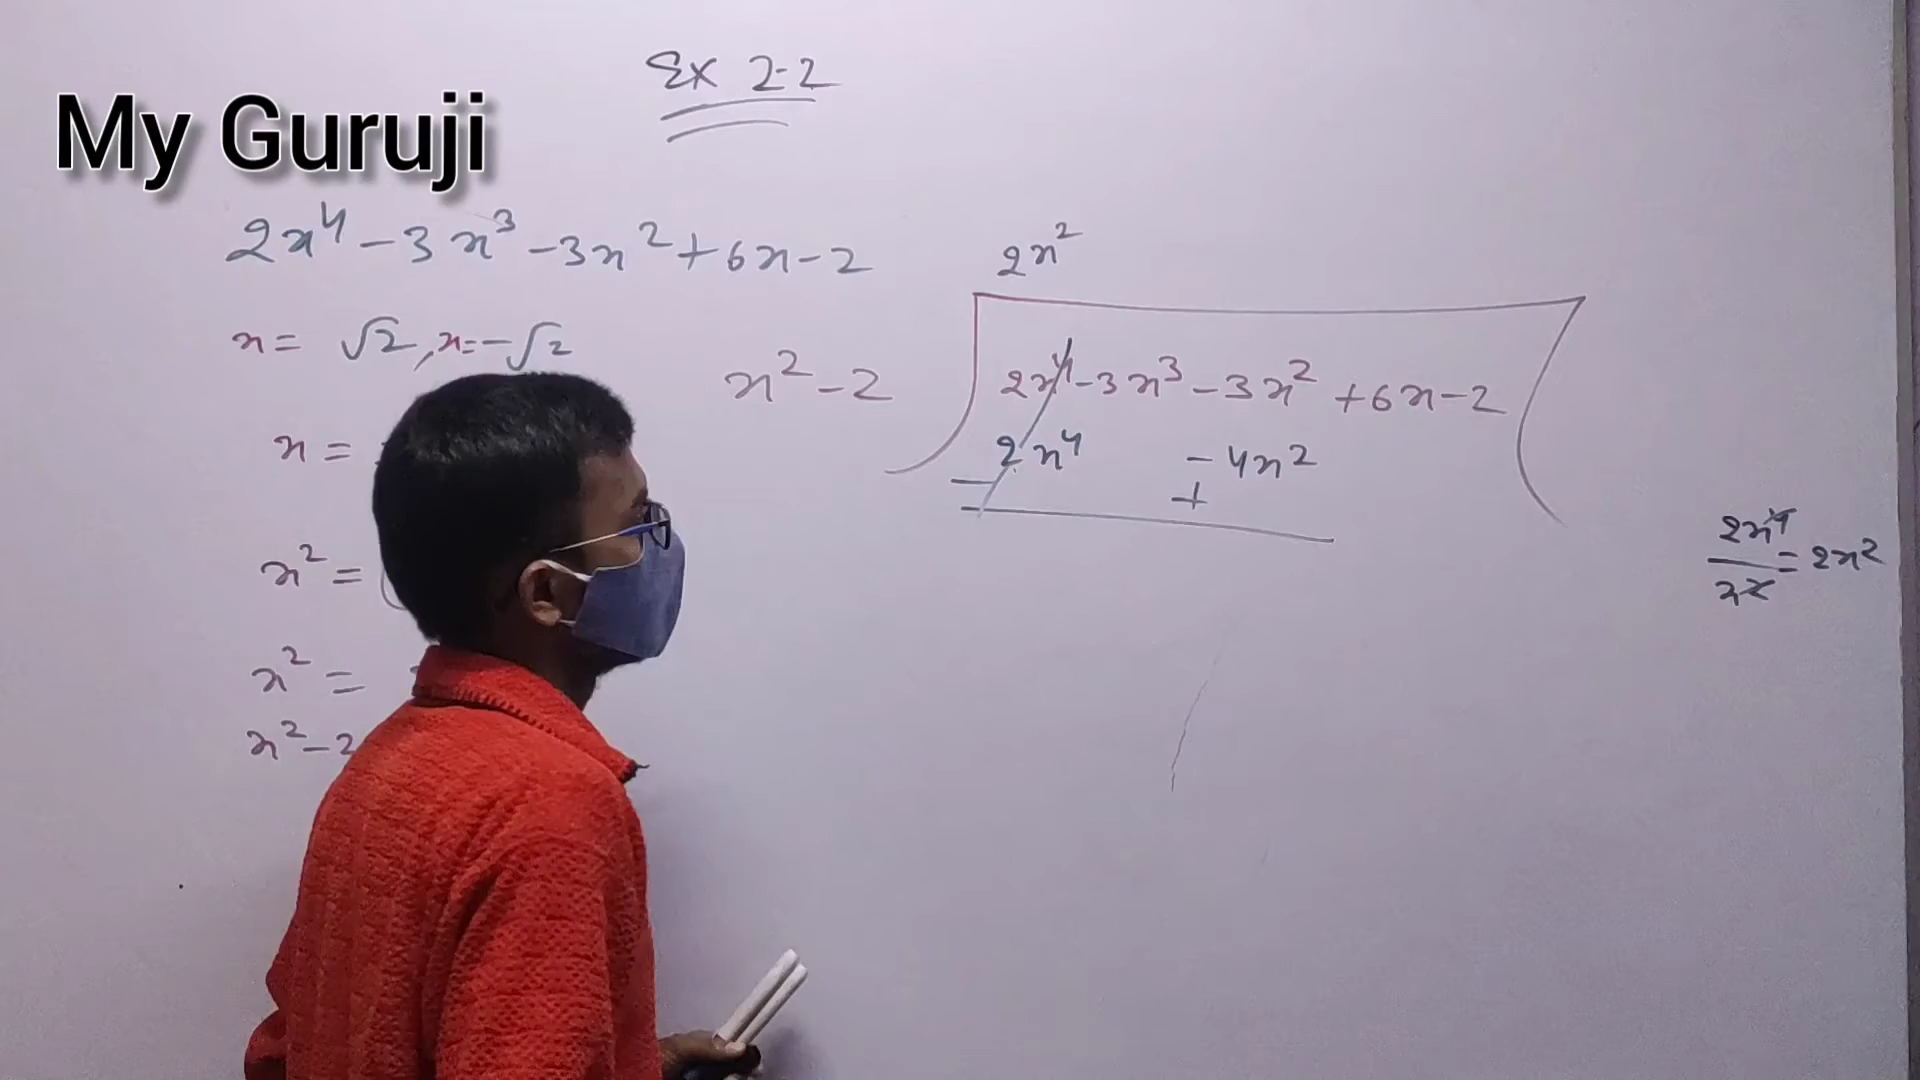 Ex 2.2
My Guruji
2x⁴ - 3x³ - 3x² + 6x - 2
x = √2, x = -√2
x =
x² =
x² =
x² - 2
2x²
x² - 2
2x⁴ - 3x³ - 3x² + 6x - 2
2x⁴ - 4x²
- +
2x⁴
= 2x²